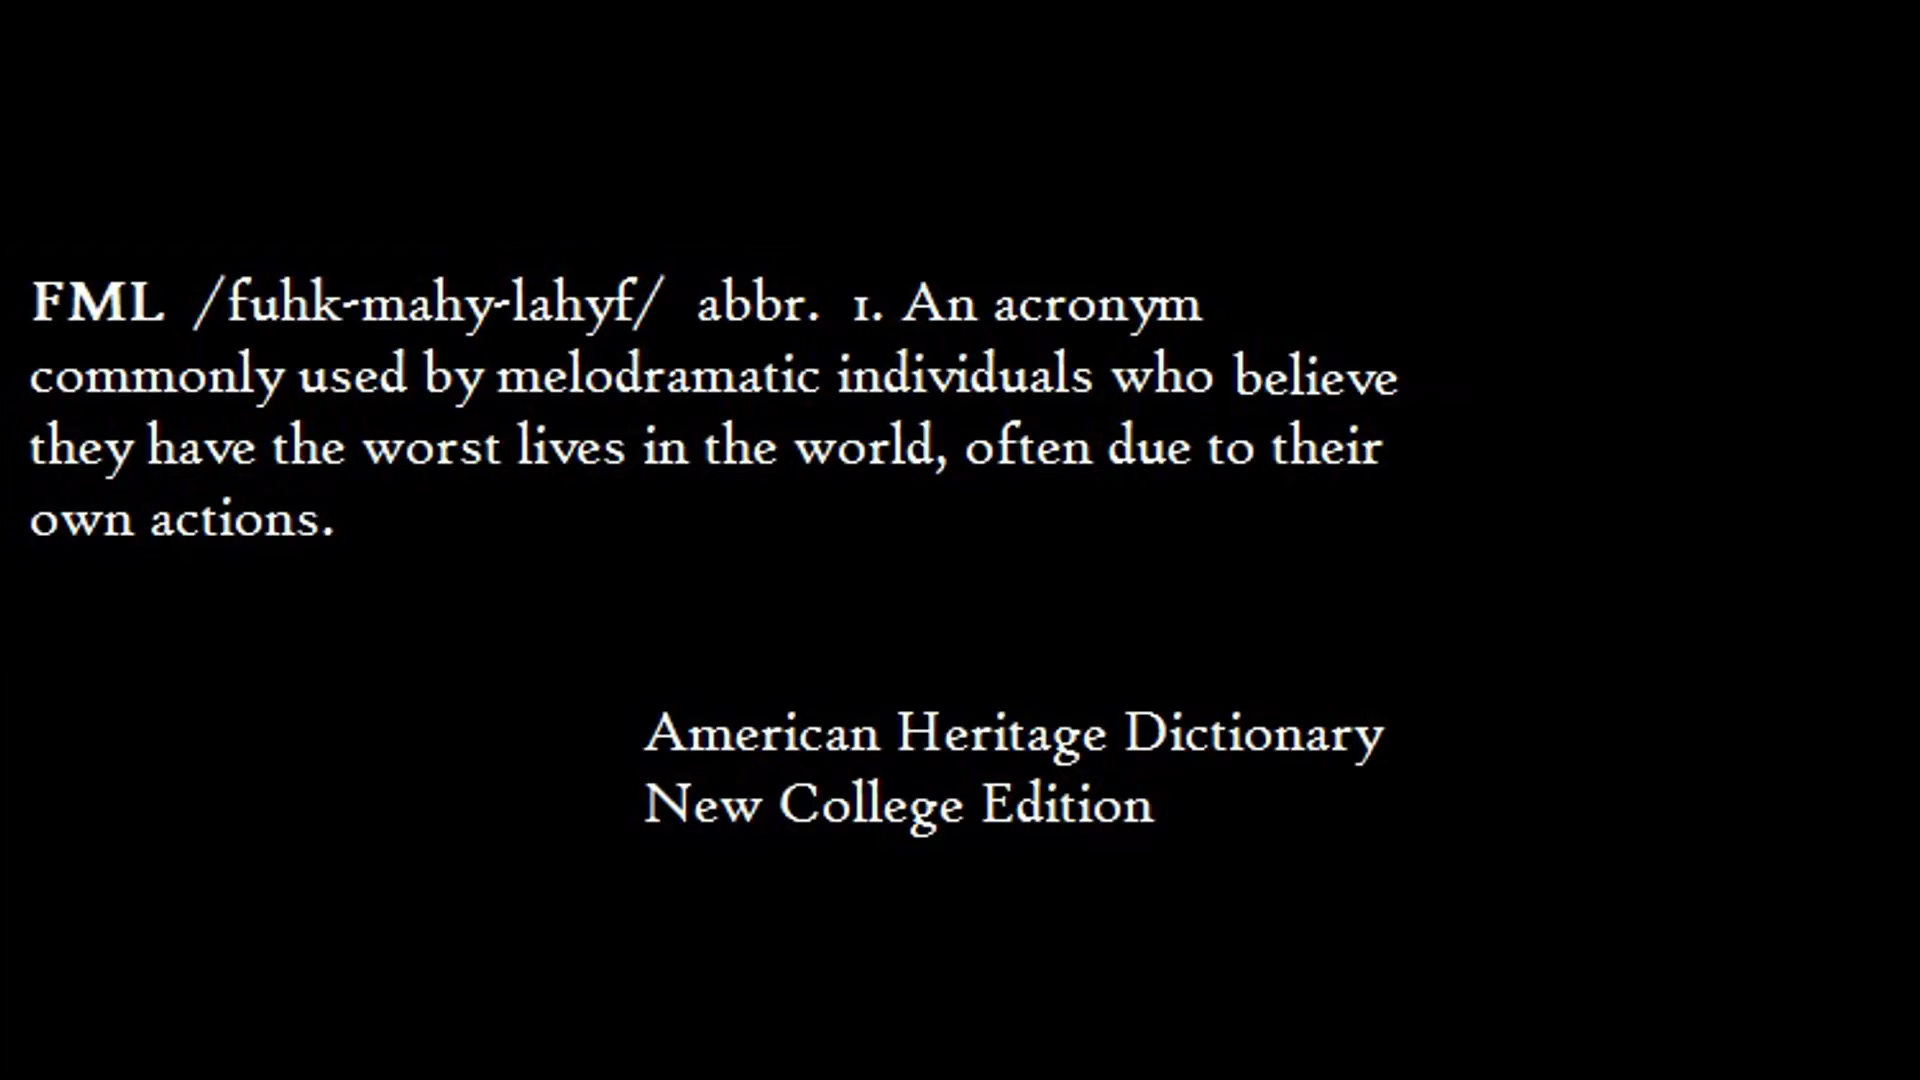 FML /fuhk-mahy-lahyf/ abbr. 1. An acronym
commonly used by melodramatic individuals who believe
they have the worst lives in the world, often due to their
own actions.
American Heritage Dictionary
New College Edition